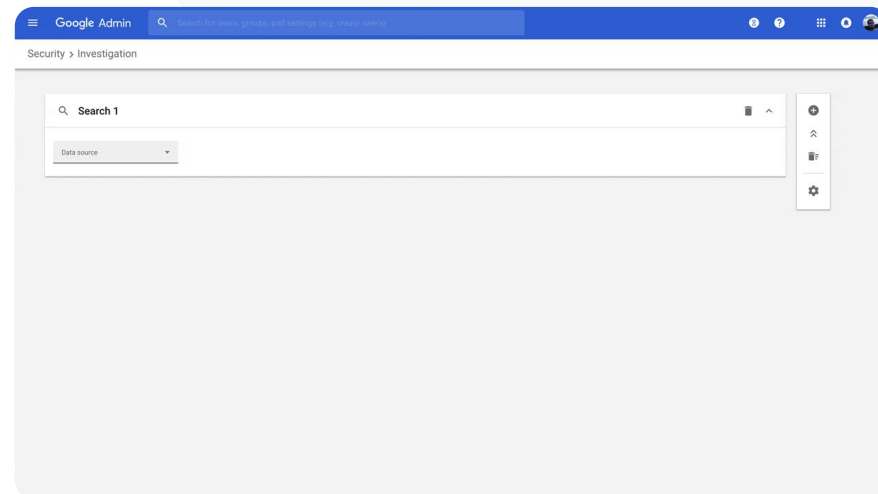 Google Admin
Search for users, groups, and settings (e.g. create users)
Security > Investigation
Search 1
Data source